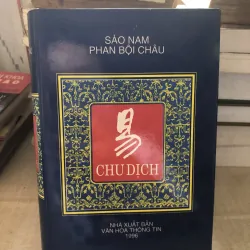 SÀO NAM
PHAN BỘI CHÂU
易
CHU DỊCH
NHÀ XUẤT BẢN
VĂN HÓA THÔNG TIN
1996